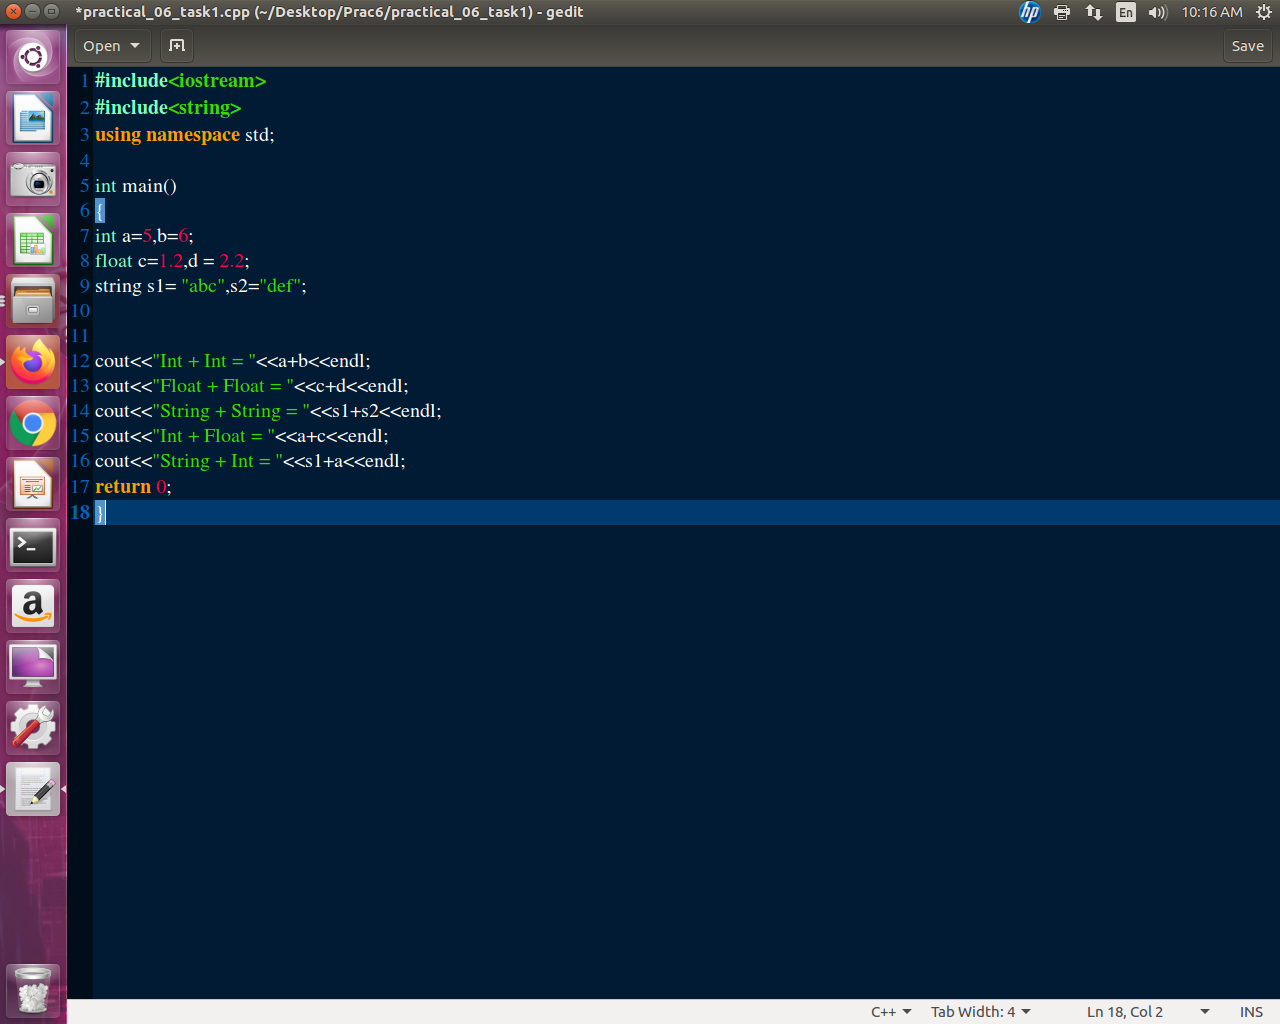 *practical_06_task1.cpp (~/Desktop/Prac6/practical_06_task1) - gedit
hp
En
10:16 AM
Open
Save
1 #include<iostream>
2 #include<string>
3 using namespace std;
4
5 int main()
6 {
7 int a=5,b=6;
8 float c=1.2,d = 2.2;
9 string s1= "abc",s2="def";
10
11
12 cout<<"Int + Int = "<<a+b<<endl;
13 cout<<"Float + Float = "<<c+d<<endl;
14 cout<<"String + String = "<<s1+s2<<endl;
15 cout<<"Int + Float = "<<a+c<<endl;
16 cout<<"String + Int = "<<s1+a<<endl;
17 return 0;
18 }
>_
a
C++
Tab Width: 4
Ln 18, Col 2
INS